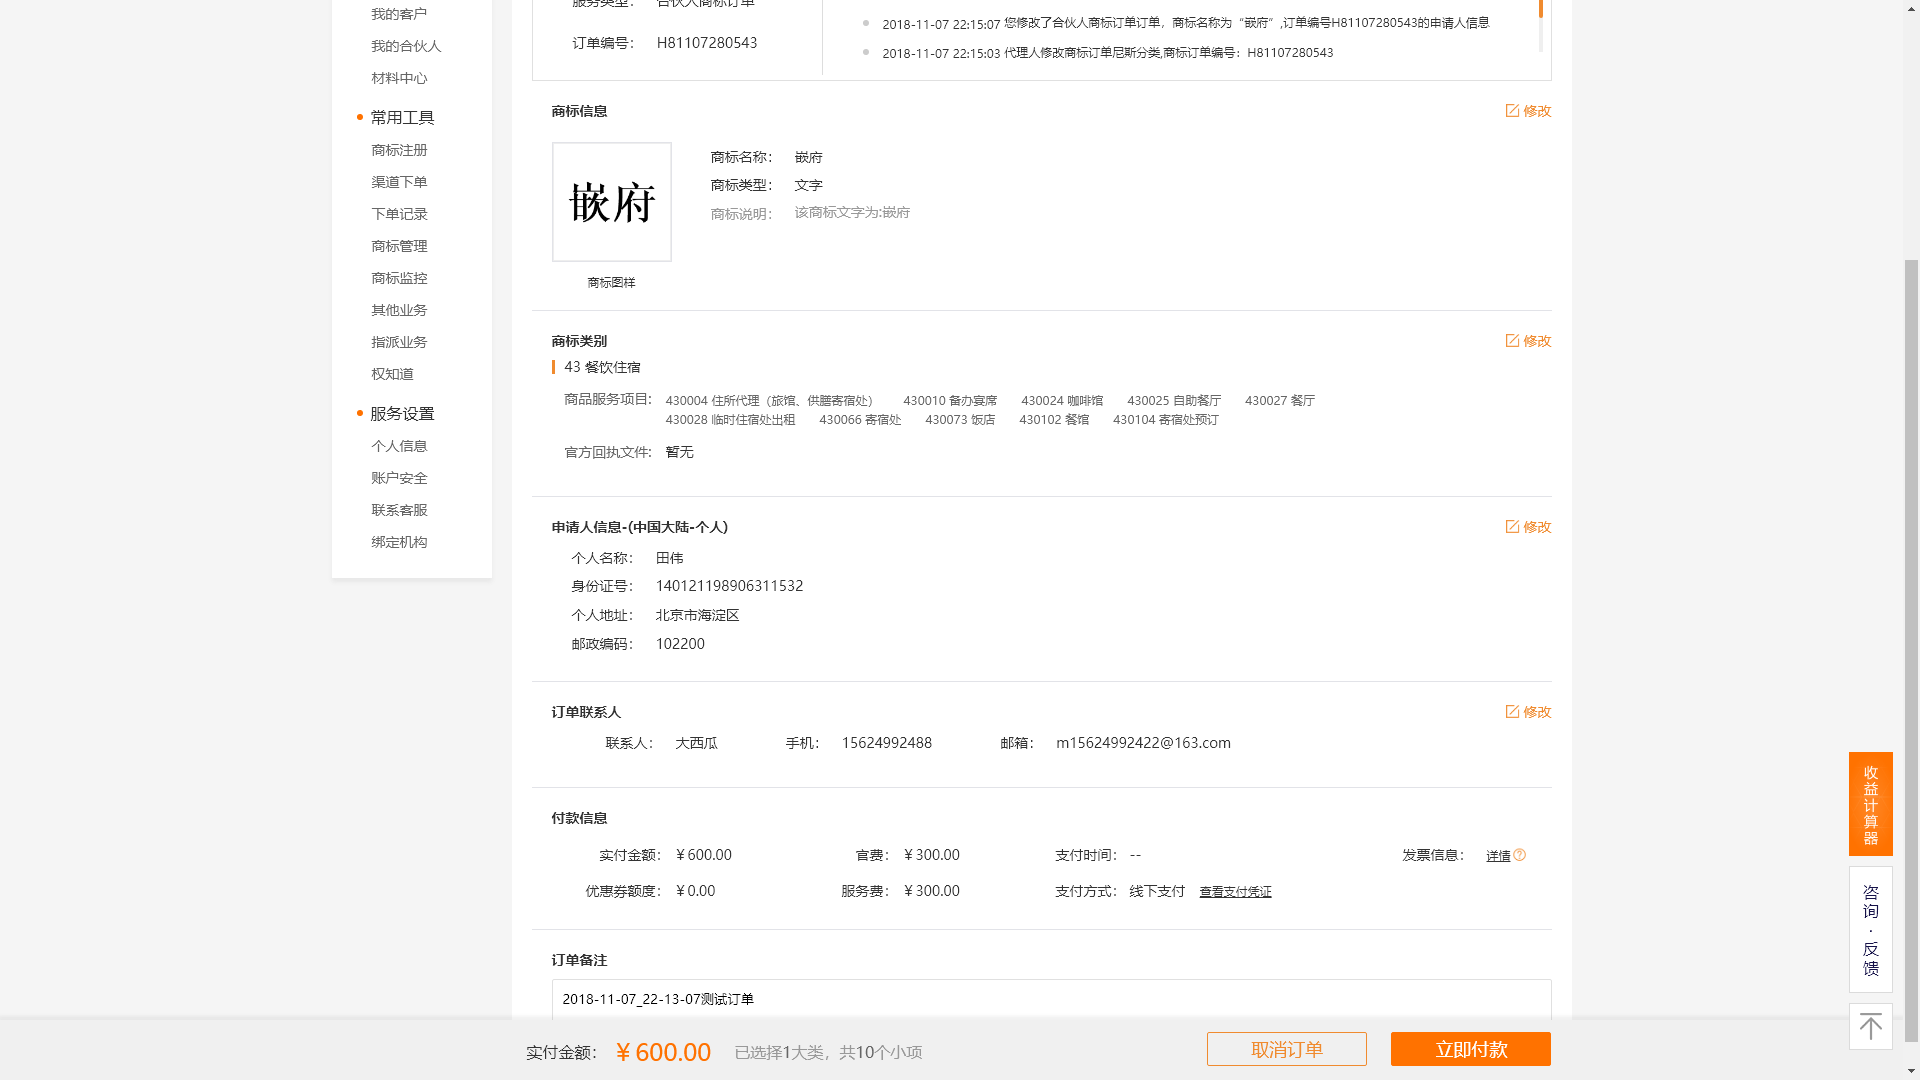 我的客户
我的合伙人
材料中心
常用工具
商标注册
渠道下单
下单记录
商标管理
商标监控
其他业务
指派业务
权知道
服务设置
个人信息
账户安全
联系客服
绑定机构
服务类型： 合伙人商标订单
订单编号： H81107280543
2018-11-07 22:15:07 您修改了合伙人商标订单订单，商标名称为“嵌府”,订单编号H81107280543的申请人信息
2018-11-07 22:15:03 代理人修改商标订单尼斯分类,商标订单编号：H81107280543
商标信息 修改
嵌府
商标图样
商标名称： 嵌府
商标类型： 文字
商标说明： 该商标文字为:嵌府
商标类别 修改
43 餐饮住宿
商品服务项目: 430004 住所代理（旅馆、供膳寄宿处） 430010 备办宴席 430024 咖啡馆 430025 自助餐厅 430027 餐厅
430028 临时住宿处出租 430066 寄宿处 430073 饭店 430102 餐馆 430104 寄宿处预订
官方回执文件: 暂无
申请人信息-(中国大陆-个人) 修改
个人名称： 田伟
身份证号： 140121198906311532
个人地址： 北京市海淀区
邮政编码： 102200
订单联系人 修改
联系人： 大西瓜 手机： 15624992488 邮箱： m15624992422@163.com
付款信息
实付金额： ¥600.00 官费： ¥300.00 支付时间： -- 发票信息： 详情?
优惠券额度： ¥0.00 服务费： ¥300.00 支付方式： 线下支付 查看支付凭证
订单备注
2018-11-07_22-13-07测试订单
实付金额： ¥600.00 已选择1大类，共10个小项 取消订单 立即付款
收益计算器
咨询·反馈